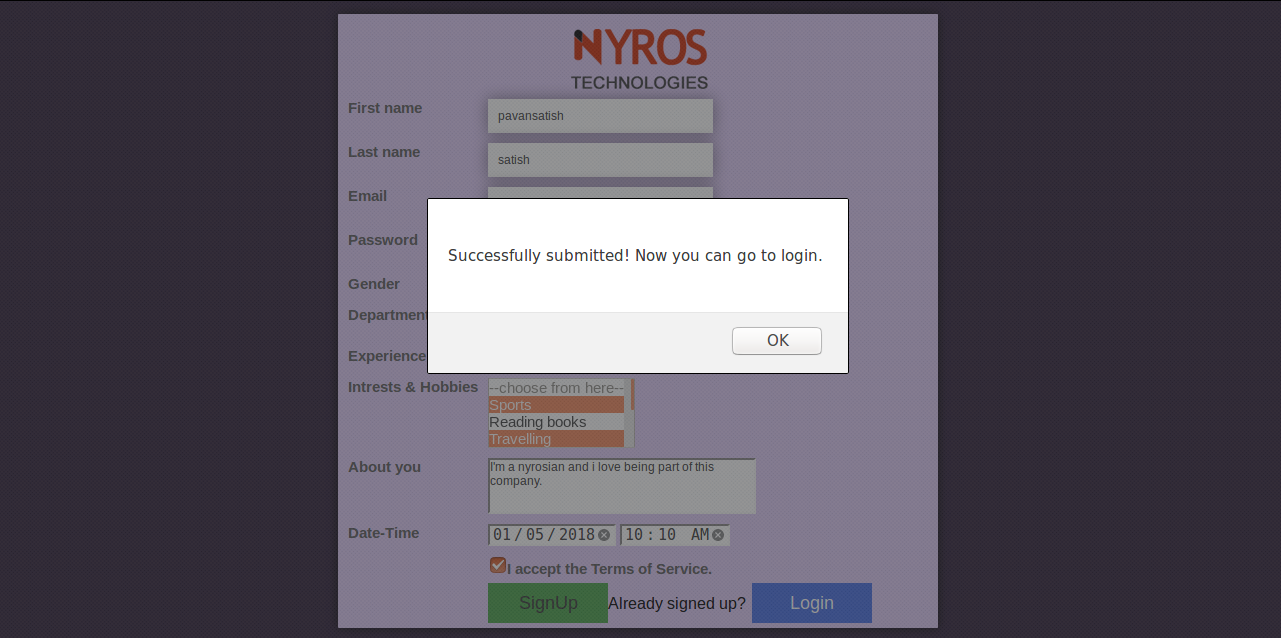 NYROS
TECHNOLOGIES
First name
pavansatish
Last name
satish
Email
Password
Gender
Department
Experience
Successfully submitted! Now you can go to login.
OK
Intrests & Hobbies
--choose from here--
Sports
Reading books
Travelling
About you
I'm a nyrosian and i love being part of this
company.
Date-Time
01/05/2018
10:10 AM
I accept the Terms of Service.
SignUp
Already signed up?
Login